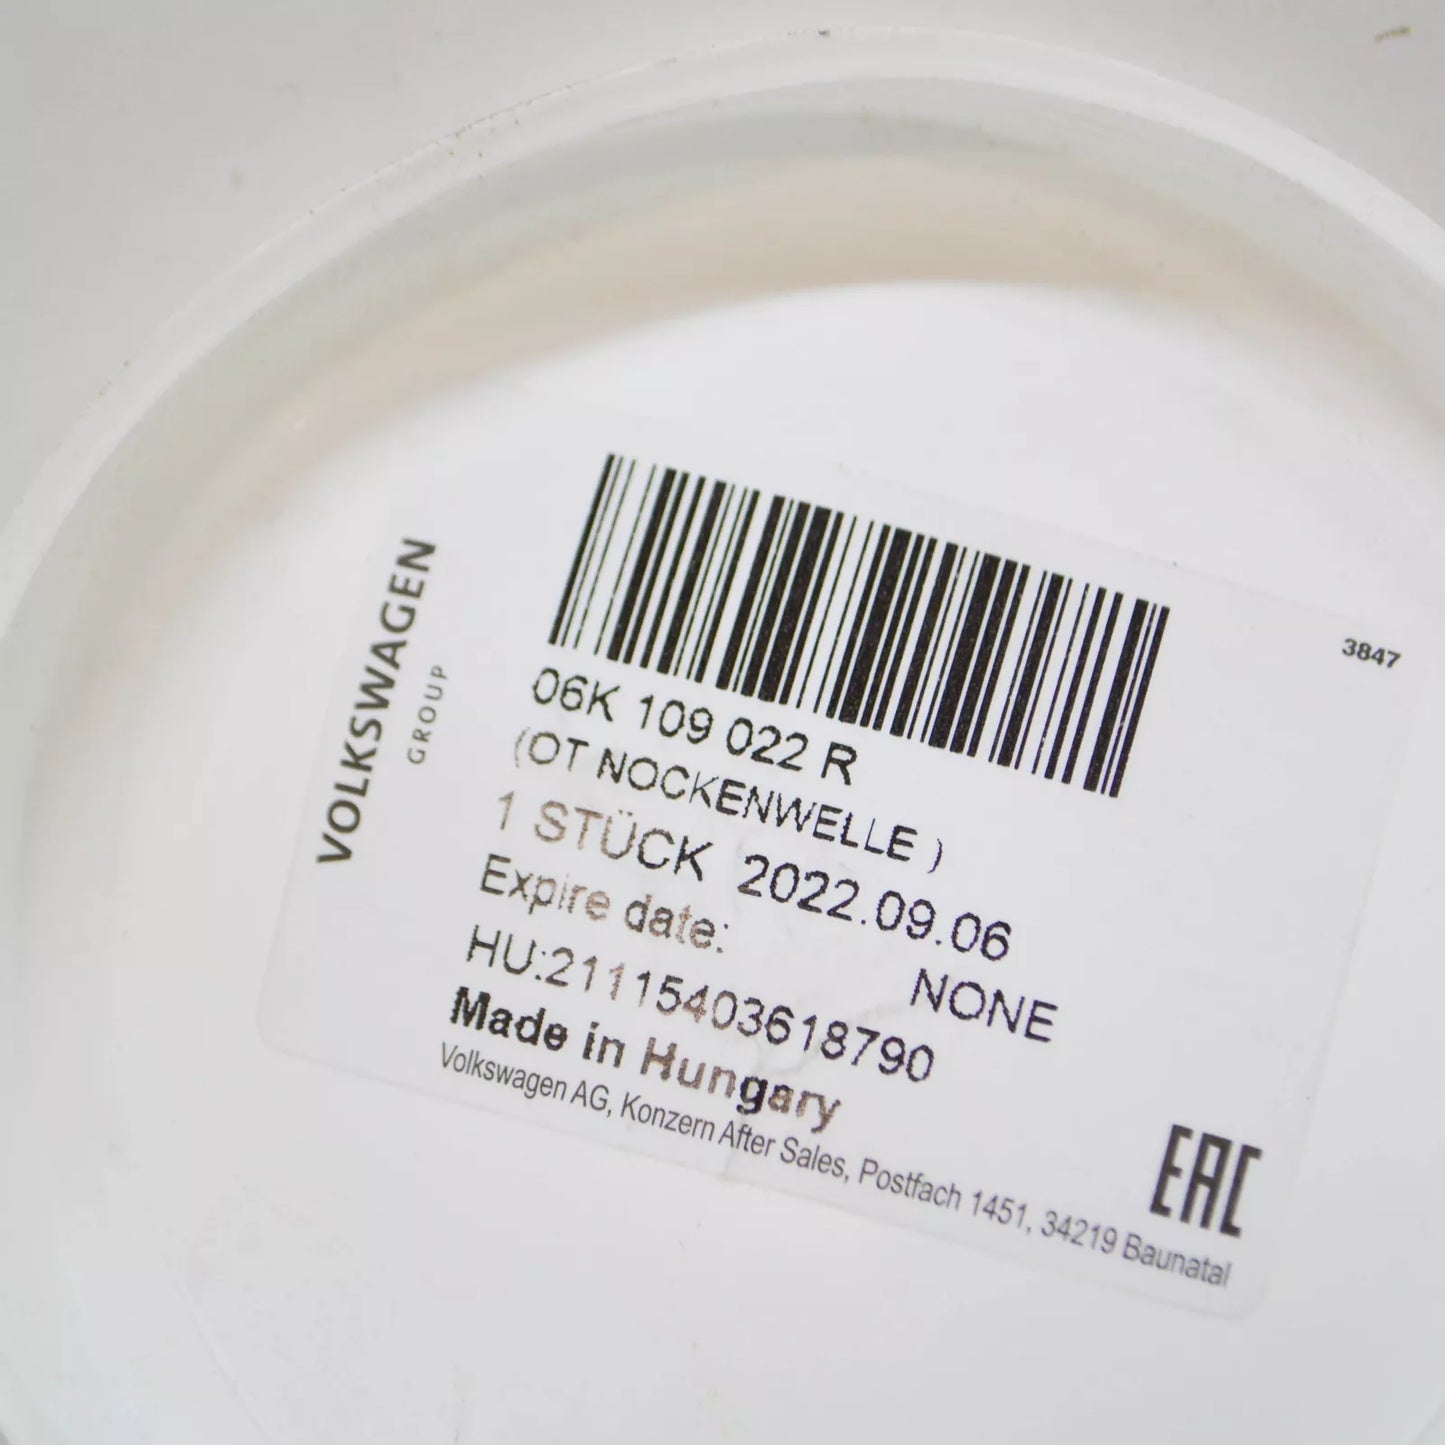 VOLKSWAGEN
GROUP
3847
06K 109 022 R
(OT NOCKENWELLE )
1 STÜCK 2022.09.06
Expire date: NONE
HU:21115403618790
Made in Hungary
Volkswagen AG, Konzern After Sales, Postfach 1451, 34219 Baunatal
EAC